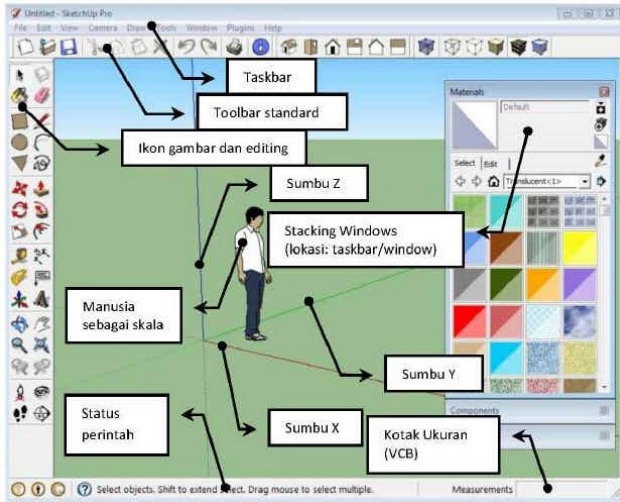 Untitled - SketchUp Pro
File Edit View Camera Draw Tools Window Plugins Help
Taskbar
Toolbar standard
Ikon gambar dan editing
Sumbu Z
Stacking Windows
(lokasi: taskbar/window)
Manusia
sebagai skala
Sumbu Y
Sumbu X
Status
perintah
Kotak Ukuran
(VCB)
Materials
Default
Select Edit
Translucent<1>
Components
Select objects. Shift to extend select. Drag mouse to select multiple.
Measurements